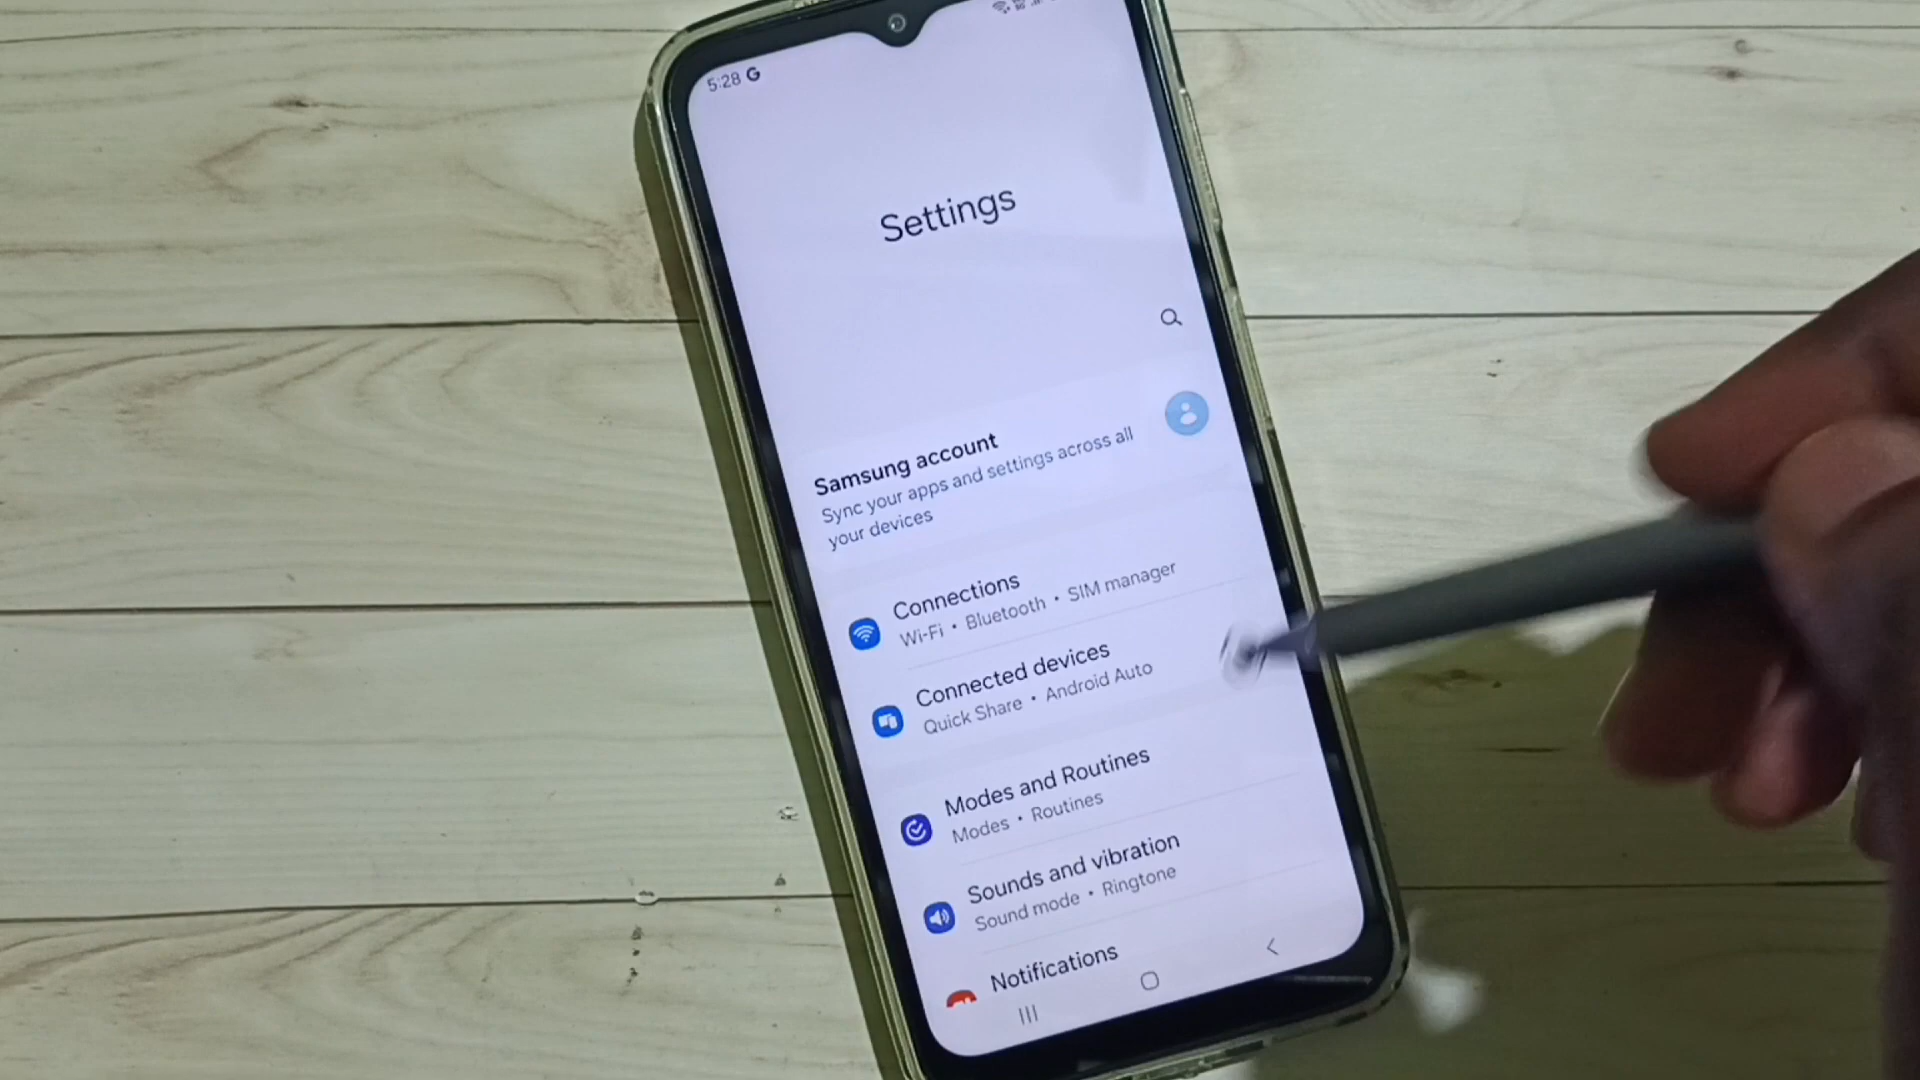 5:28 G
Settings
Samsung account
Sync your apps and settings across all
your devices
Connections
Wi-Fi • Bluetooth • SIM manager
Connected devices
Quick Share • Android Auto
Modes and Routines
Modes • Routines
Sounds and vibration
Sound mode • Ringtone
Notifications